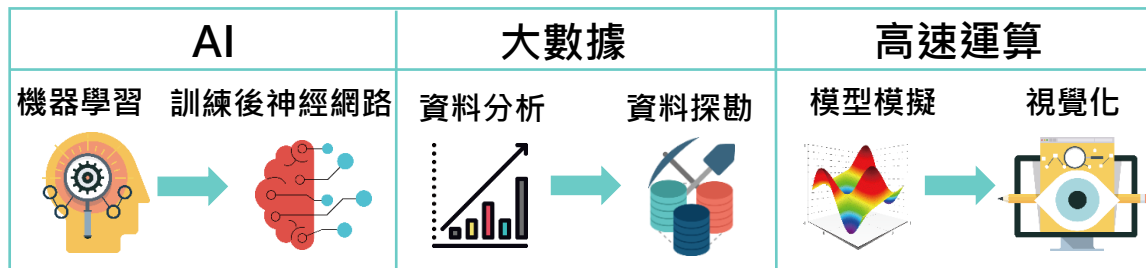 AI
大數據
高速運算
機器學習
訓練後神經網路
資料分析
資料探勘
模型模擬
視覺化